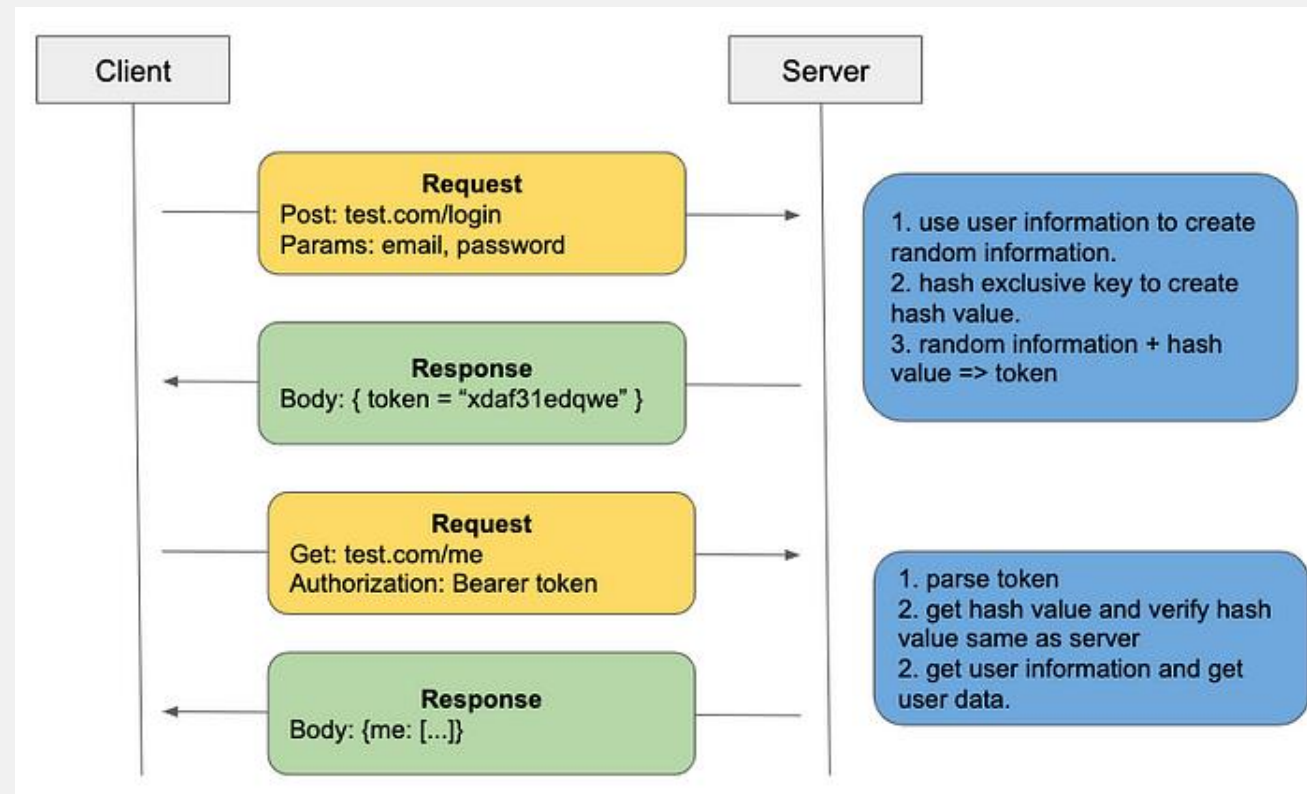 Client
Server
Request
Post: test.com/login
Params: email, password
1. use user information to create
random information.
2. hash exclusive key to create
hash value.
3. random information + hash
value => token
Response
Body: { token = “xdaf31edqwe” }
Request
Get: test.com/me
Authorization: Bearer token
1. parse token
2. get hash value and verify hash
value same as server
2. get user information and get
user data.
Response
Body: {me: [...]}